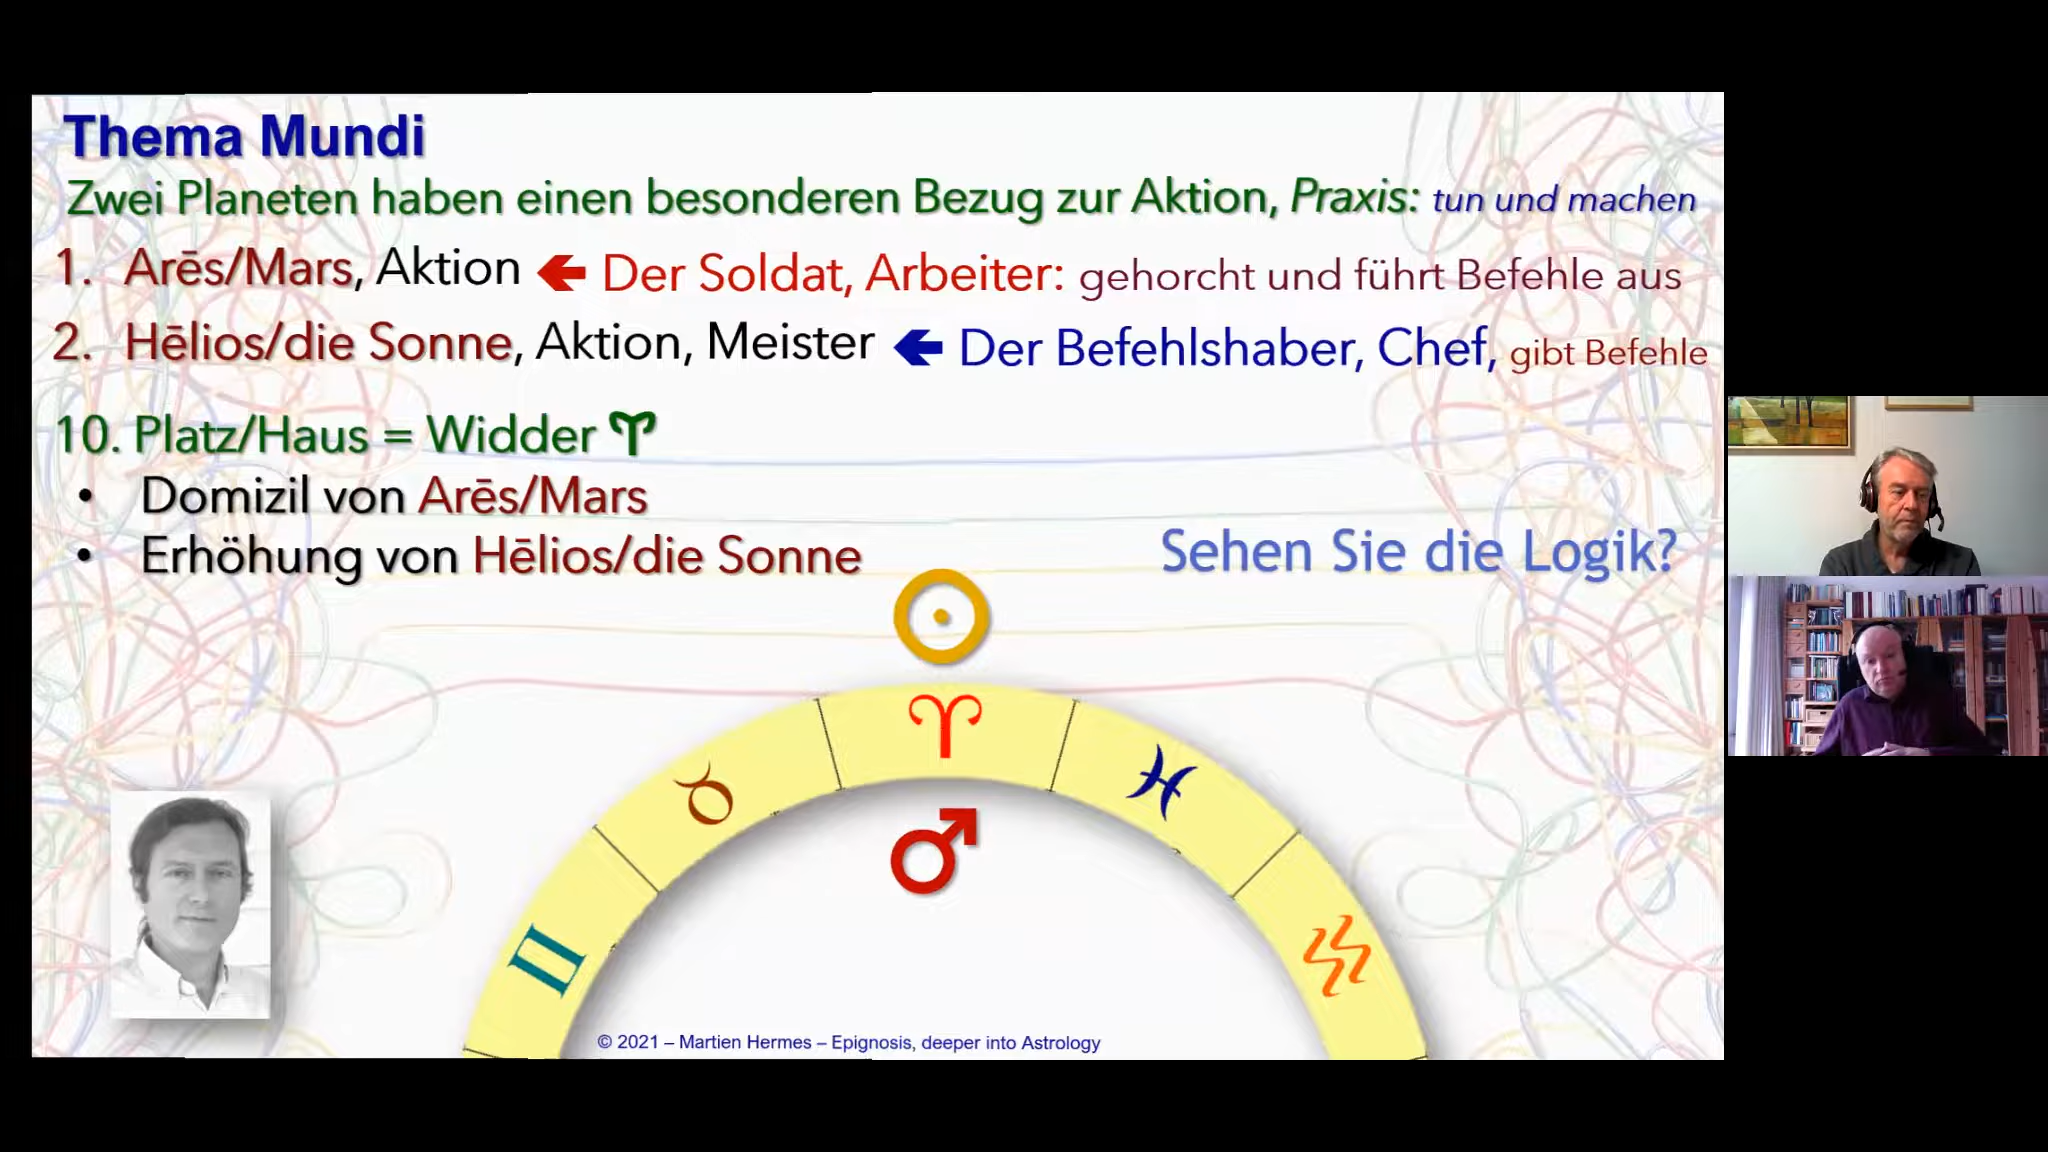 Thema Mundi
Zwei Planeten haben einen besonderen Bezug zur Aktion, Praxis: tun und machen
1. Arēs/Mars, Aktion 🡸 Der Soldat, Arbeiter: gehorcht und führt Befehle aus
2. Hēlios/die Sonne, Aktion, Meister 🡸 Der Befehlshaber, Chef, gibt Befehle
10. Platz/Haus = Widder ♈
• Domizil von Arēs/Mars
• Erhöhung von Hēlios/die Sonne
Sehen Sie die Logik?
☉
♈
♉ ♓
♂
♊ ♒
© 2021 – Martien Hermes – Epignosis, deeper into Astrology